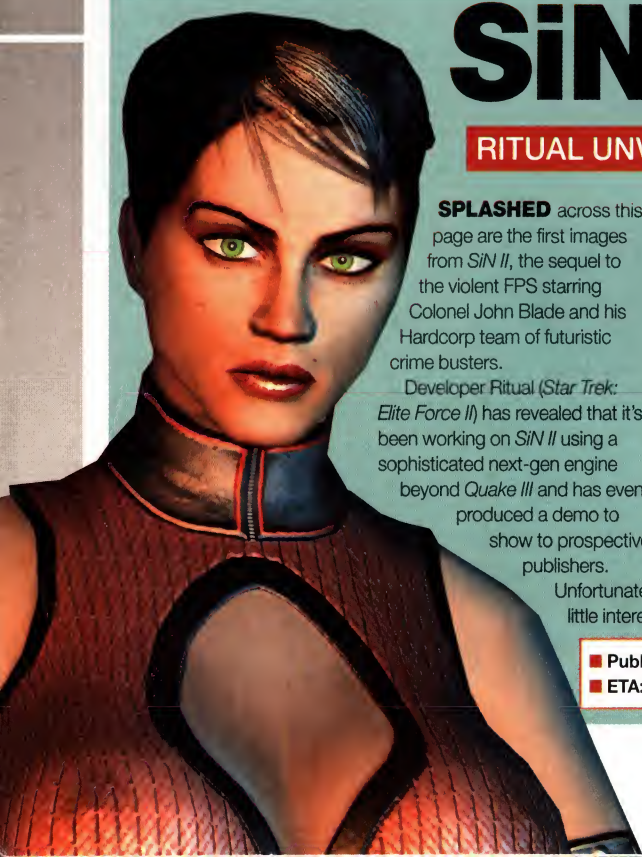 SiN
RITUAL UNV
SPLASHED across this
page are the first images
from SiN II, the sequel to
the violent FPS starring
Colonel John Blade and his
Hardcorp team of futuristic
crime busters.
Developer Ritual (Star Trek:
Elite Force II) has revealed that it's
been working on SiN II using a
sophisticated next-gen engine
beyond Quake III and has even
produced a demo to
show to prospective
publishers.
Unfortunate
little intere
Publ
ETA: